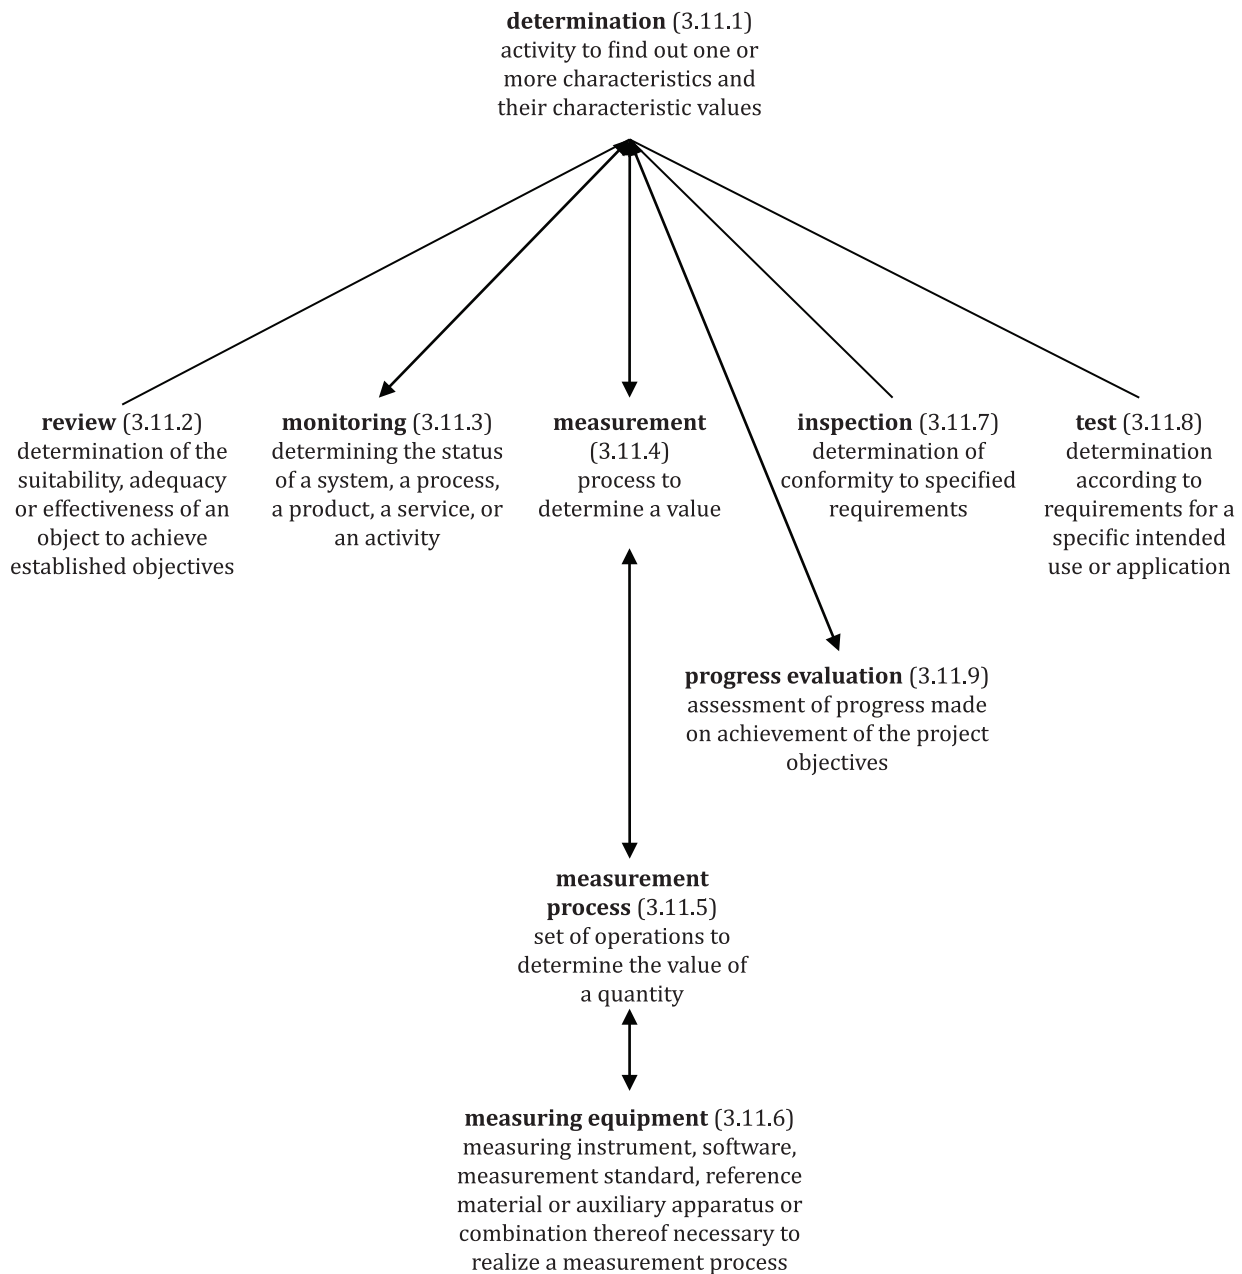 determination (3.11.1)
activity to find out one or
more characteristics and
their characteristic values
review (3.11.2)
determination of the
suitability, adequacy
or effectiveness of an
object to achieve
established objectives
monitoring (3.11.3)
determining the status
of a system, a process,
a product, a service, or
an activity
measurement
(3.11.4)
process to
determine a value
inspection (3.11.7)
determination of
conformity to specified
requirements
test (3.11.8)
determination
according to
requirements for a
specific intended
use or application
progress evaluation (3.11.9)
assessment of progress made
on achievement of the project
objectives
measurement
process (3.11.5)
set of operations to
determine the value of
a quantity
measuring equipment (3.11.6)
measuring instrument, software,
measurement standard, reference
material or auxiliary apparatus or
combination thereof necessary to
realize a measurement process